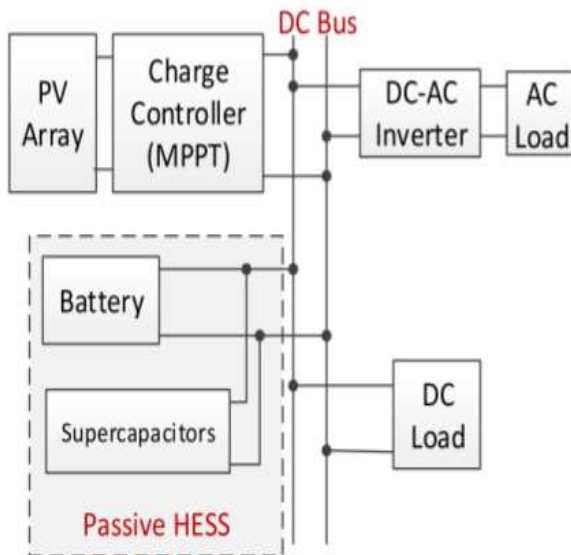 DC Bus
PV
Array
Charge
Controller
(MPPT)
DC-AC
Inverter
AC
Load
Battery
Supercapacitors
Passive HESS
DC
Load